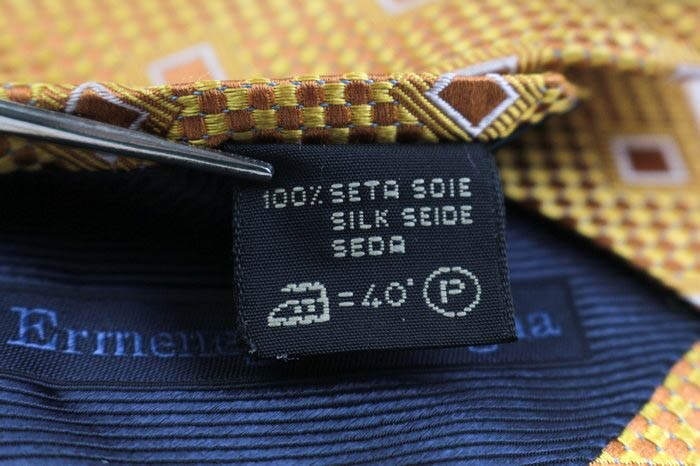 100% SETA SOIE
SILK SEIDE
SEDA
=40° P